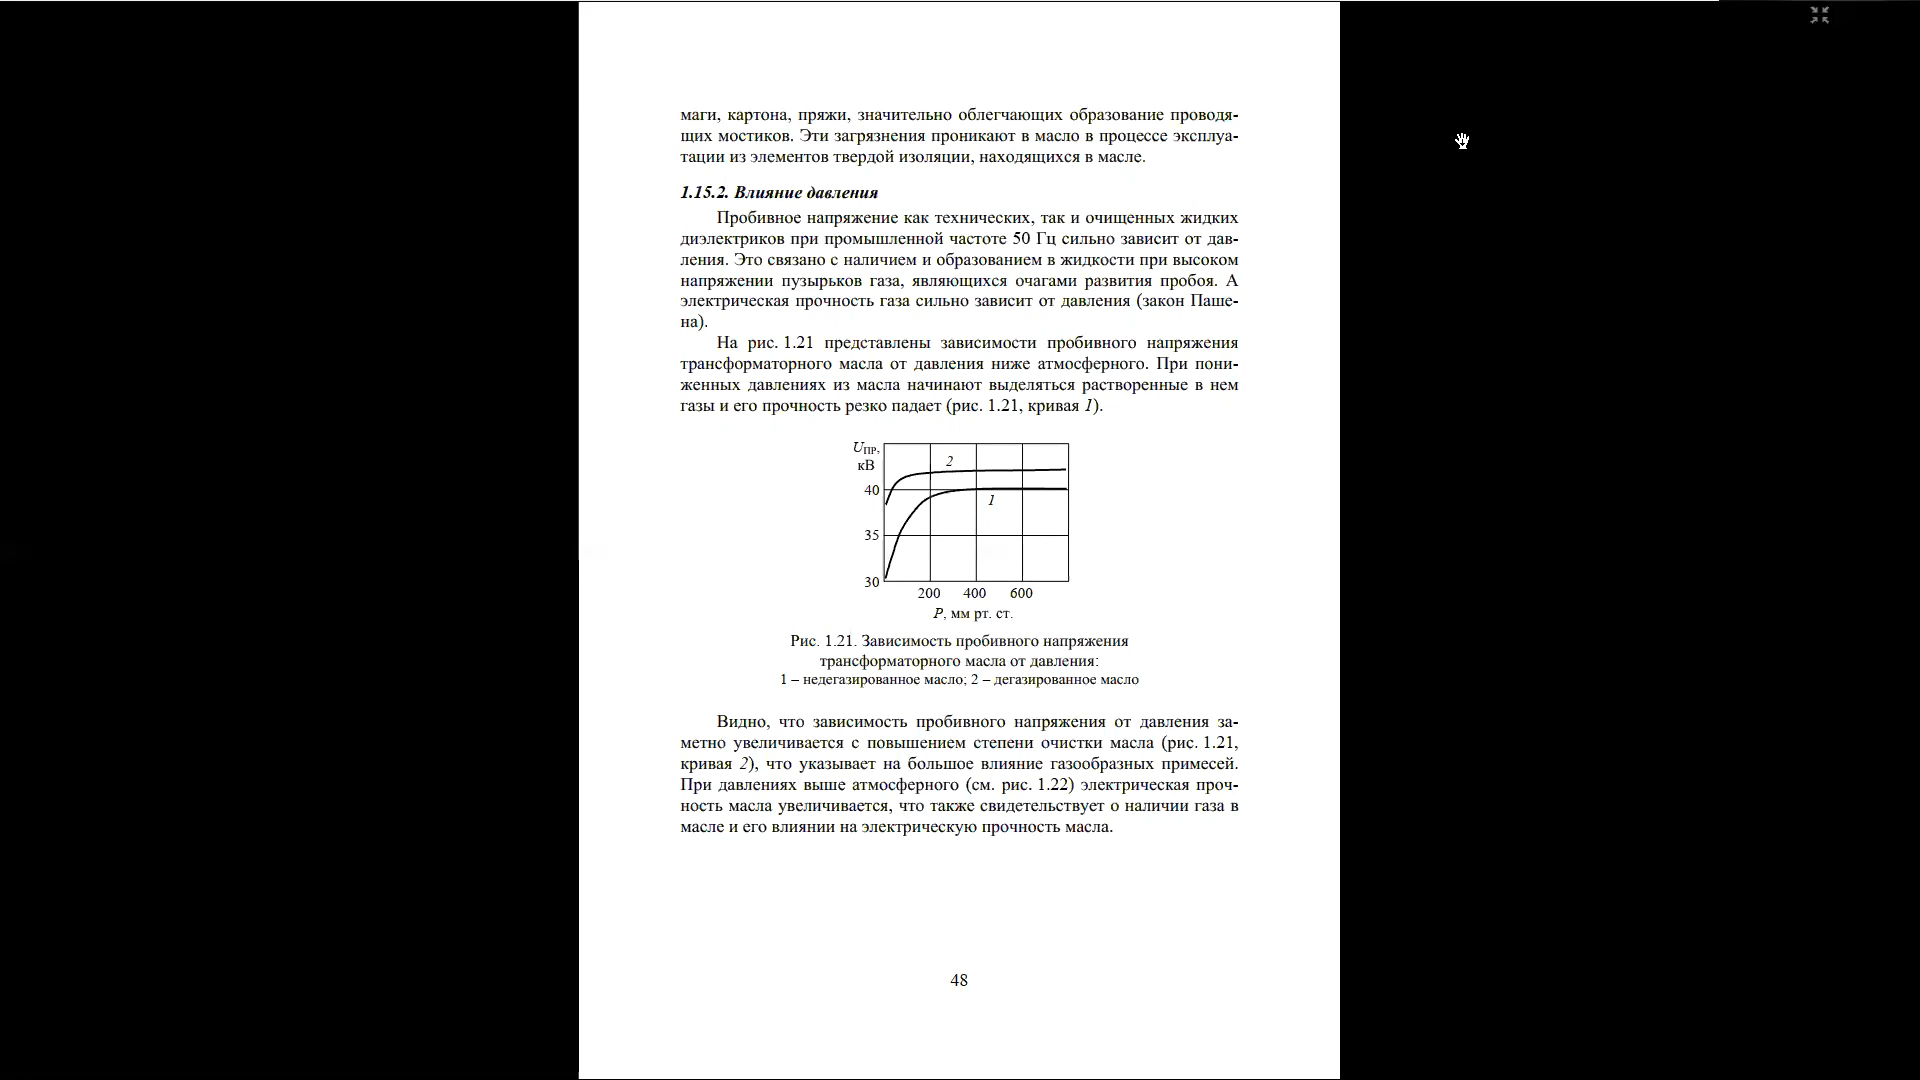 маги, картона, пряжи, значительно облегчающих образование проводя-
щих мостиков. Эти загрязнения проникают в масло в процессе эксплуа-
тации из элементов твердой изоляции, находящихся в масле.
1.15.2. Влияние давления
Пробивное напряжение как технических, так и очищенных жидких
диэлектриков при промышленной частоте 50 Гц сильно зависит от дав-
ления. Это связано с наличием и образованием в жидкости при высоком
напряжении пузырьков газа, являющихся очагами развития пробоя. А
электрическая прочность газа сильно зависит от давления (закон Паше-
на).
На рис. 1.21 представлены зависимости пробивного напряжения
трансформаторного масла от давления ниже атмосферного. При пони-
женных давлениях из масла начинают выделяться растворенные в нем
газы и его прочность резко падает (рис. 1.21, кривая 1).
UПР,
кВ
2
40
1
35
30
200 400 600
P, мм рт. ст.
Рис. 1.21. Зависимость пробивного напряжения
трансформаторного масла от давления:
1 – недегазированное масло; 2 – дегазированное масло
Видно, что зависимость пробивного напряжения от давления за-
метно увеличивается с повышением степени очистки масла (рис. 1.21,
кривая 2), что указывает на большое влияние газообразных примесей.
При давлениях выше атмосферного (см. рис. 1.22) электрическая проч-
ность масла увеличивается, что также свидетельствует о наличии газа в
масле и его влиянии на электрическую прочность масла.
48